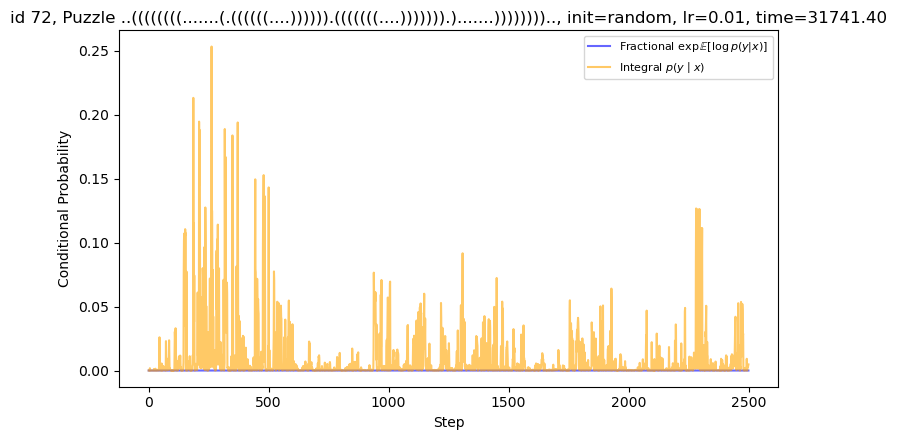 id 72, Puzzle ..((((((((.......(.((((((....)))))).(((((((....))))))).).......)))))))).., init=random, lr=0.01, time=31741.40
Fractional exp𝔼[log p(y|x)]
Integral p(y | x)
Conditional Probability
0.25
0.20
0.15
0.10
0.05
0.00
0
500
1000
1500
2000
2500
Step